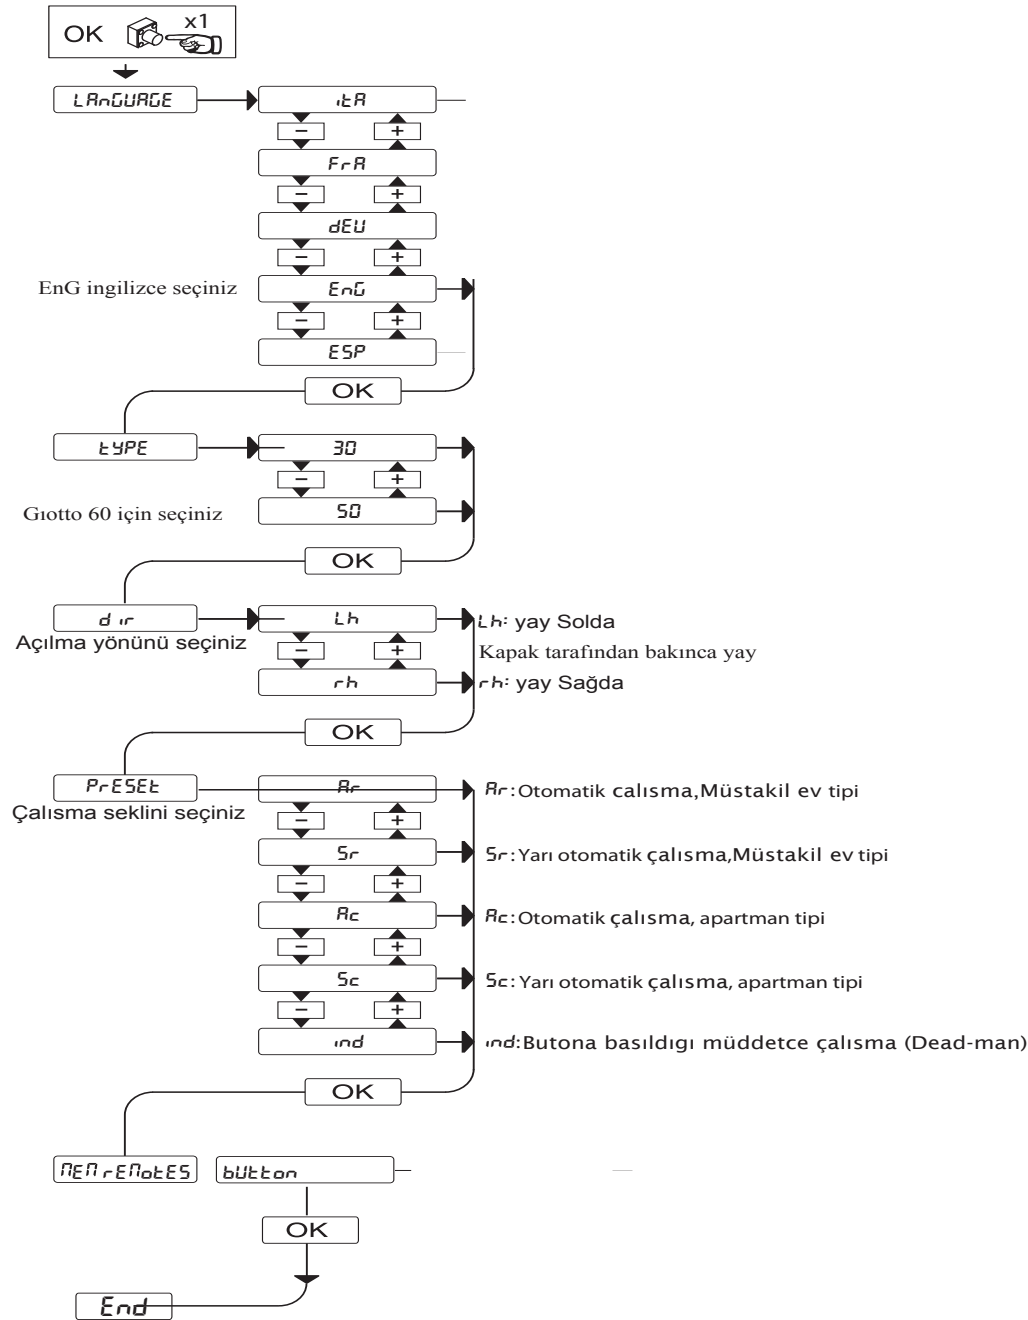 OK x1
LAnGUAGE itA
- +
FrA
- +
dEU
- +
EnG ingilizce seçiniz EnG
- +
ESP
OK
tYPE 30
- +
Gıotto 60 için seçiniz 50
OK
dir Lh Lh: yay Solda
Açılma yönünü seçiniz - + Kapak tarafından bakınca yay
rh rh: yay Sağda
OK
PrESEt Ar Ar: Otomatik calısma,Müstakil ev tipi
Çalısma seklini seçiniz
- +
Sr Sr: Yarı otomatik çalısma,Müstakil ev tipi
- +
Ac Ac: Otomatik çalısma, apartman tipi
- +
Sc Sc: Yarı otomatik çalısma, apartman tipi
- +
ind ind: Butona basıldıgı müddetce çalısma (Dead-man)
OK
MEM rEMotES bUtton
OK
End